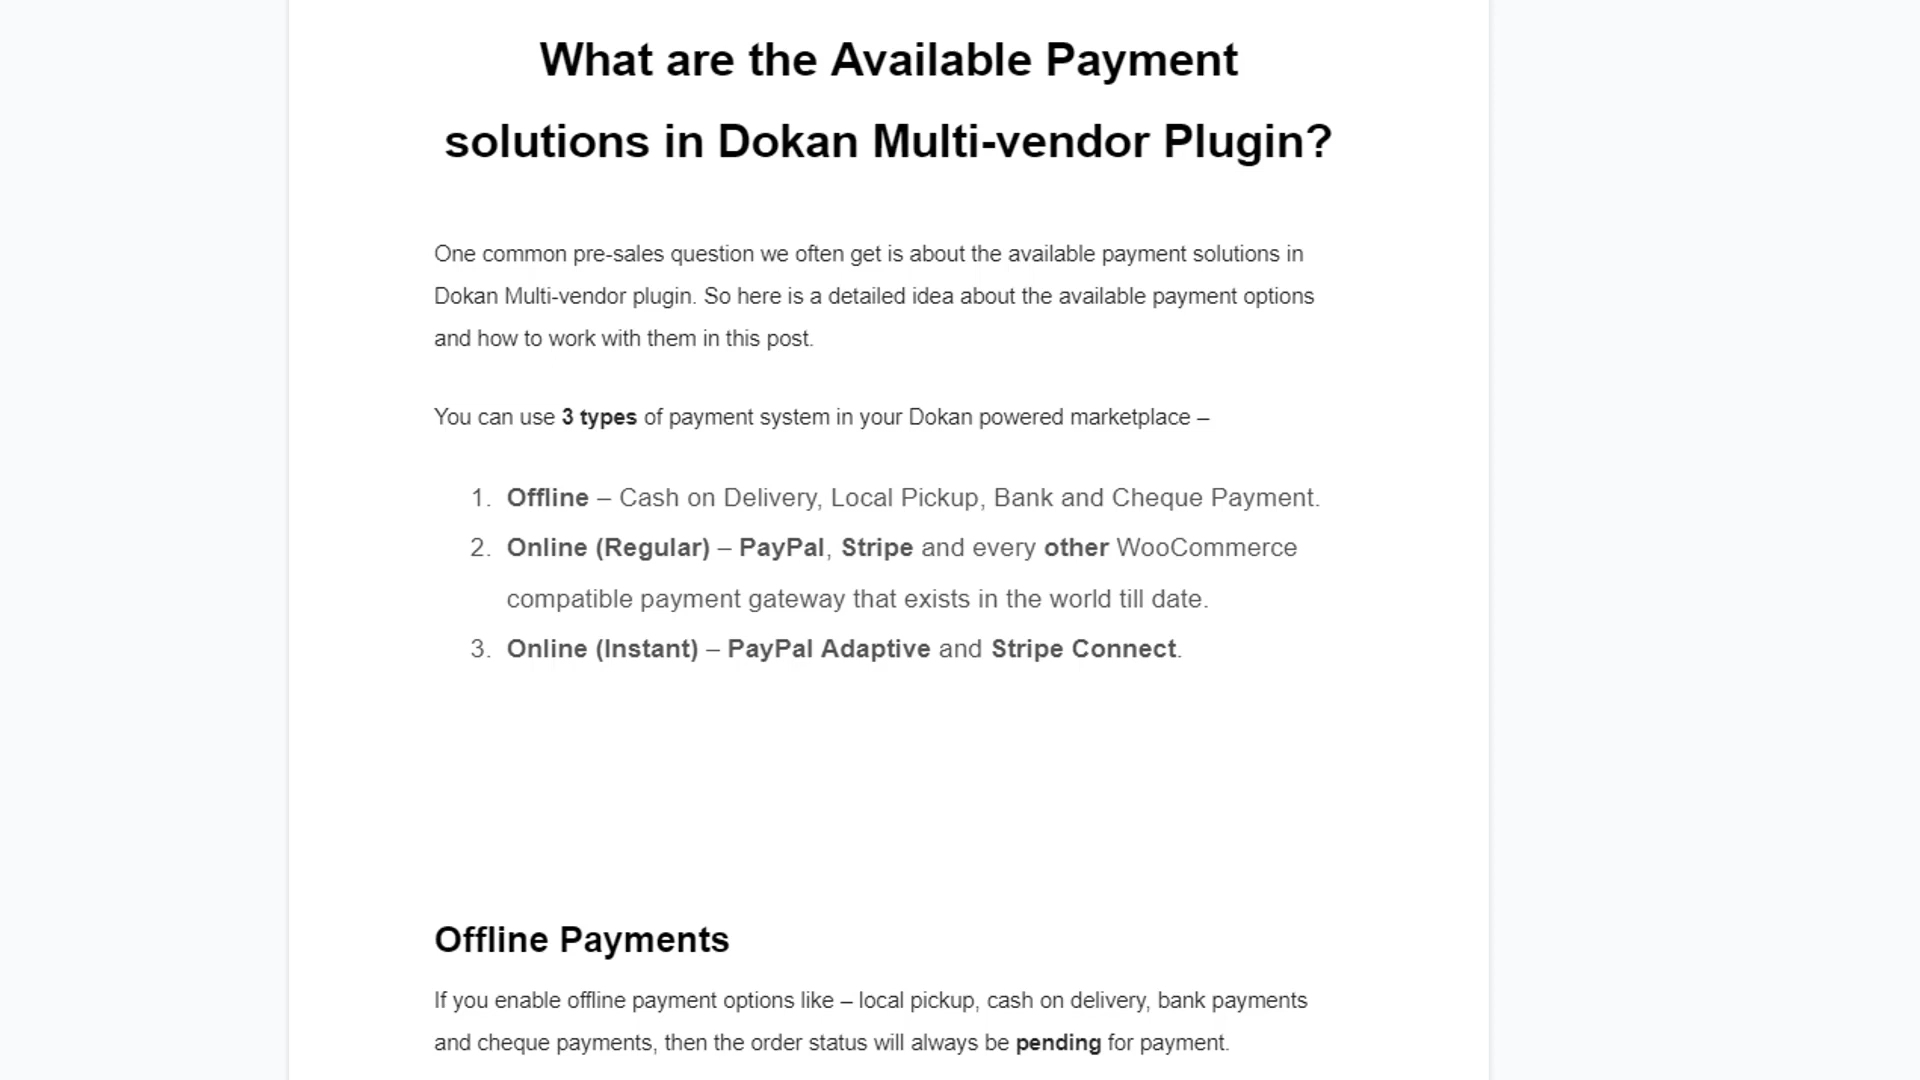 What are the Available Payment
solutions in Dokan Multi-vendor Plugin?
One common pre-sales question we often get is about the available payment solutions in
Dokan Multi-vendor plugin. So here is a detailed idea about the available payment options
and how to work with them in this post.
You can use 3 types of payment system in your Dokan powered marketplace –
1. Offline – Cash on Delivery, Local Pickup, Bank and Cheque Payment.
2. Online (Regular) – PayPal, Stripe and every other WooCommerce
compatible payment gateway that exists in the world till date.
3. Online (Instant) – PayPal Adaptive and Stripe Connect.
Offline Payments
If you enable offline payment options like – local pickup, cash on delivery, bank payments
and cheque payments, then the order status will always be pending for payment.